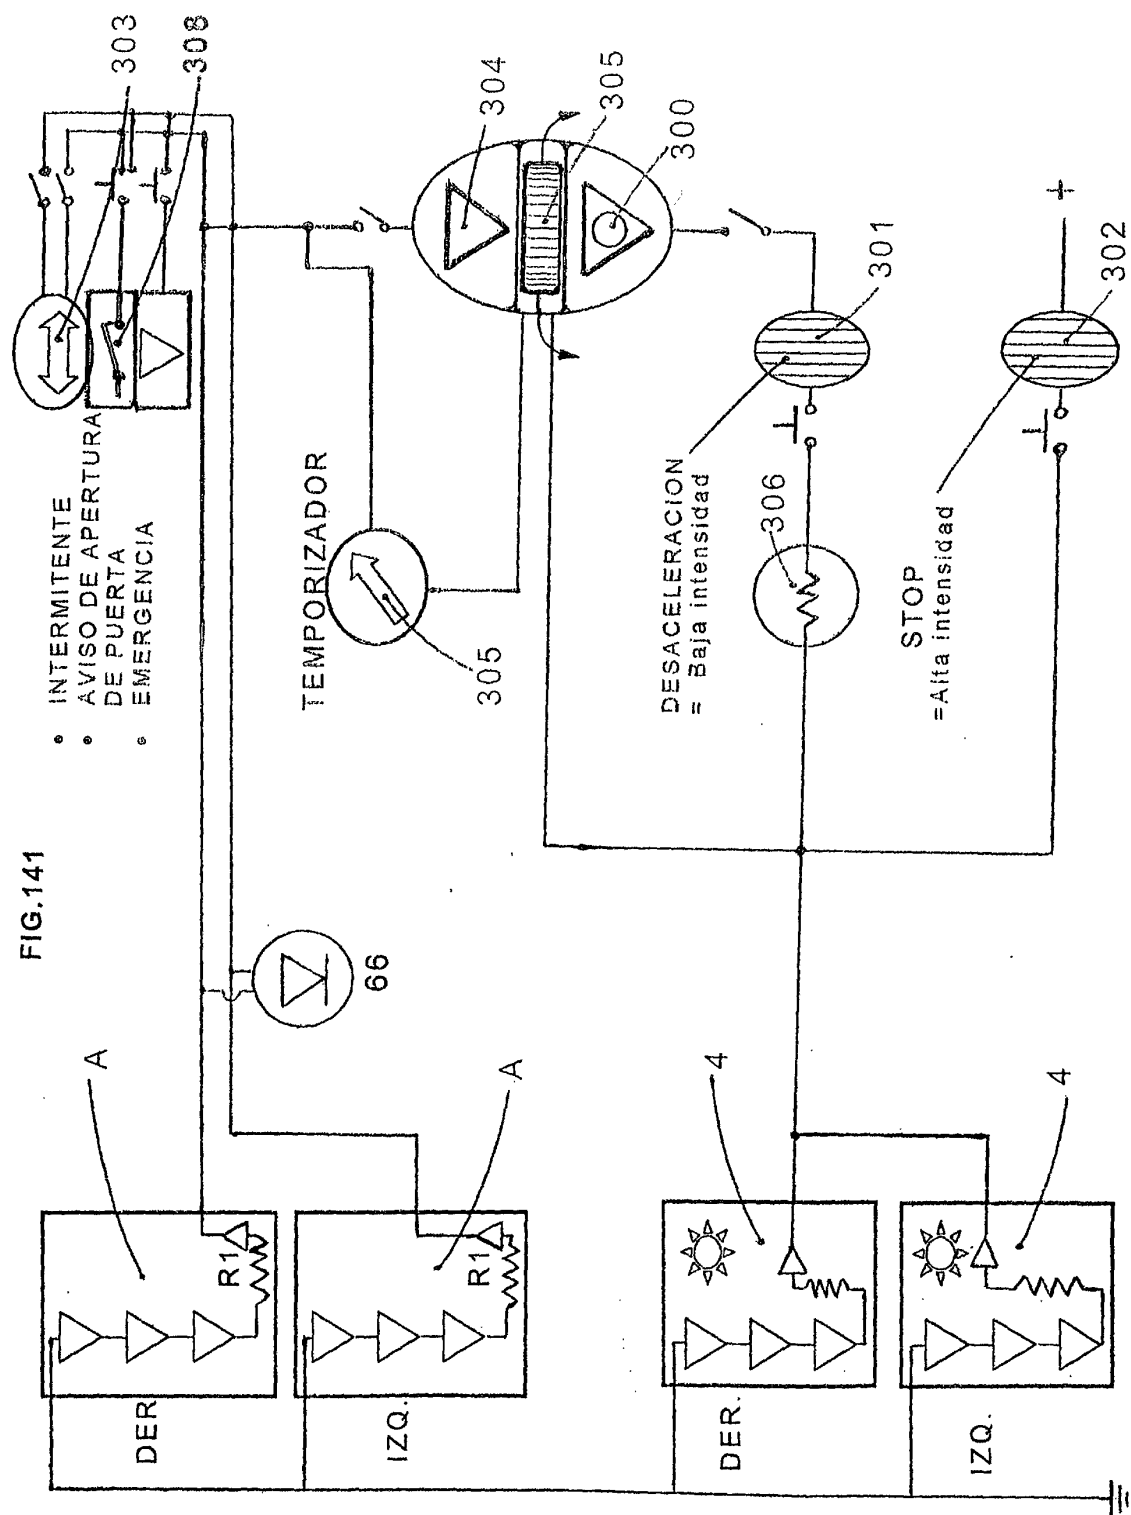 FIG.141
• INTERMITENTE
• AVISO DE APERTURA
DE PUERTA
• EMERGENCIA
303
308
TEMPORIZADOR
305
304
305
300
DESACELERACION
= Baja intensidad
301
306
STOP
=Alta intensidad
302
+
66
A
R1
DER
A
R1
IZQ.
4
DER.
4
IZQ.